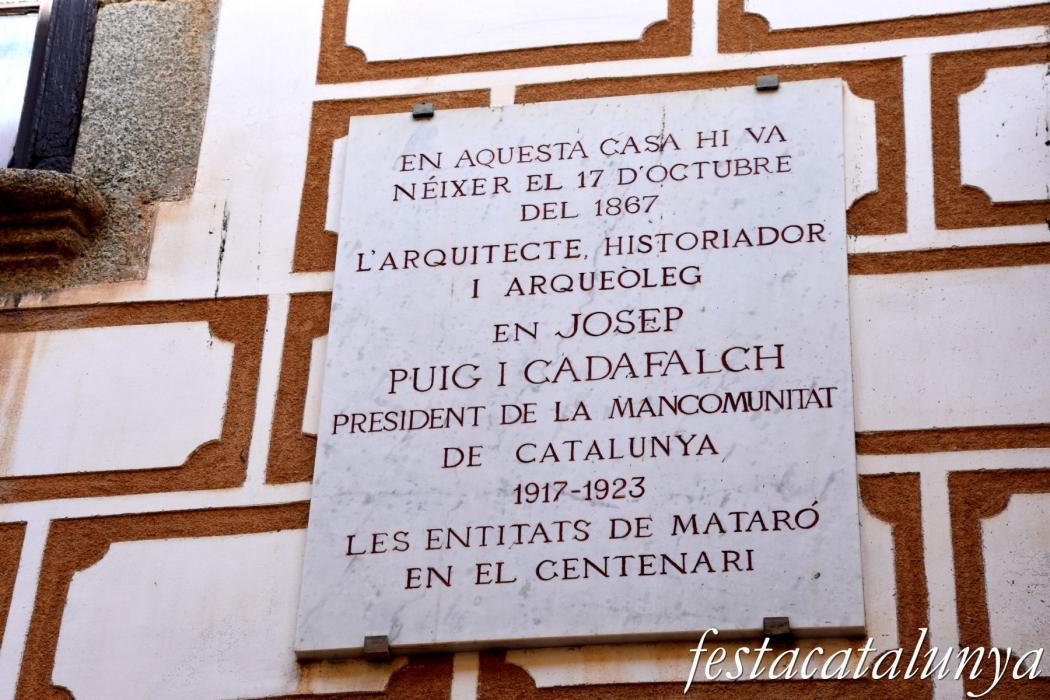 EN AQUESTA CASA HI VA
NÉIXER EL 17 D'OCTUBRE
DEL 1867
L'ARQUITECTE, HISTORIADOR
I ARQUEÒLEG
EN JOSEP
PUIG I CADAFALCH
PRESIDENT DE LA MANCOMUNITAT
DE CATALUNYA
1917-1923
LES ENTITATS DE MATARÓ
EN EL CENTENARI
festacatalunya